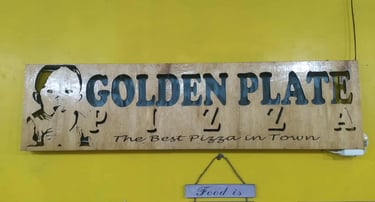 GOLDEN PLATE
PIZZA
The Best Pizza in Town
Food is